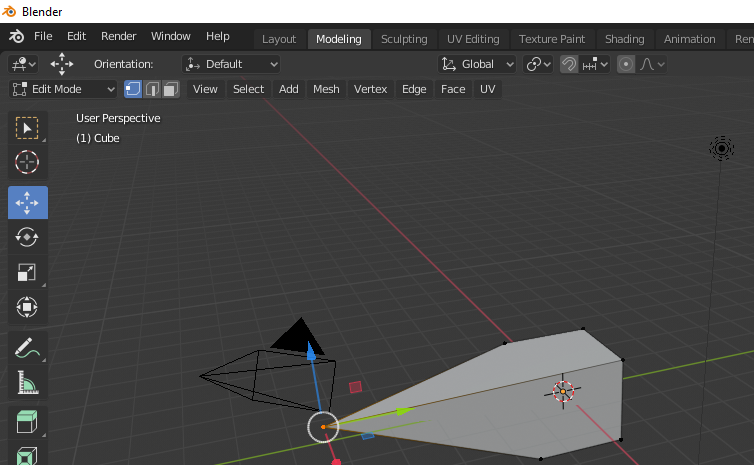 Blender
File Edit Render Window Help Layout Modeling Sculpting UV Editing Texture Paint Shading Animation Ren
Orientation: Default Global
Edit Mode View Select Add Mesh Vertex Edge Face UV
User Perspective
(1) Cube